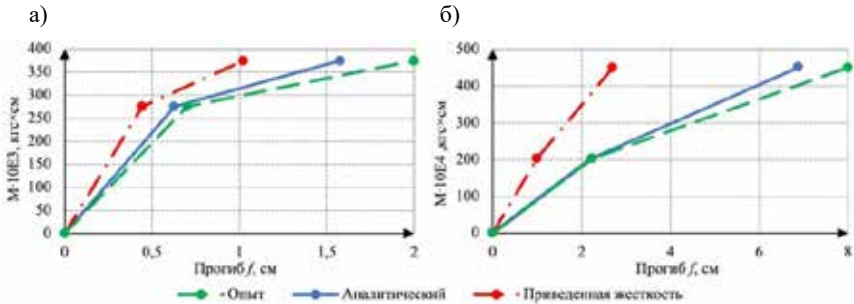 а) б)
М·10Е3, кгс×см
400
350
300
250
200
150
100
50
0
0 0,5 1 1,5 2
Прогиб f, см
М·10Е4 ,кгс×см
500
400
300
200
100
0
0 2 4 6 8
Прогиб f, см
Опыт Аналитический Приведенная жесткость